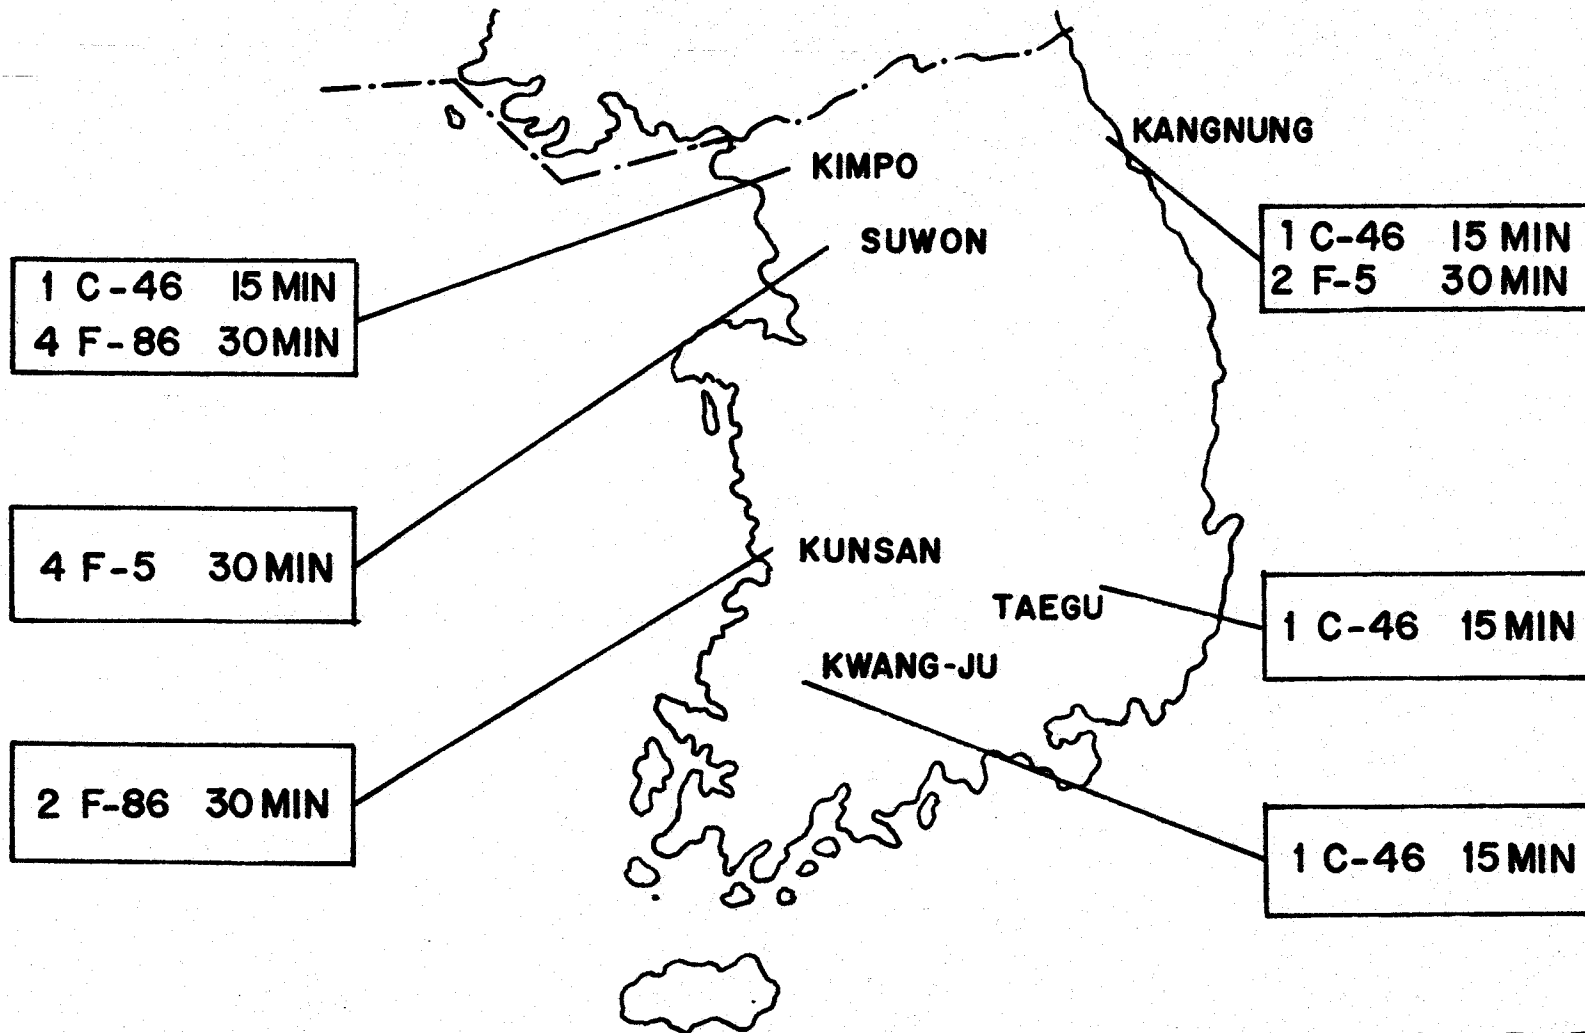 KANGNUNG
KIMPO
SUWON
1 C-46 15 MIN
2 F-5 30 MIN
1 C-46 15 MIN
4 F-86 30 MIN
4 F-5 30 MIN
KUNSAN
TAEGU
1 C-46 15 MIN
KWANG-JU
2 F-86 30 MIN
1 C-46 15 MIN